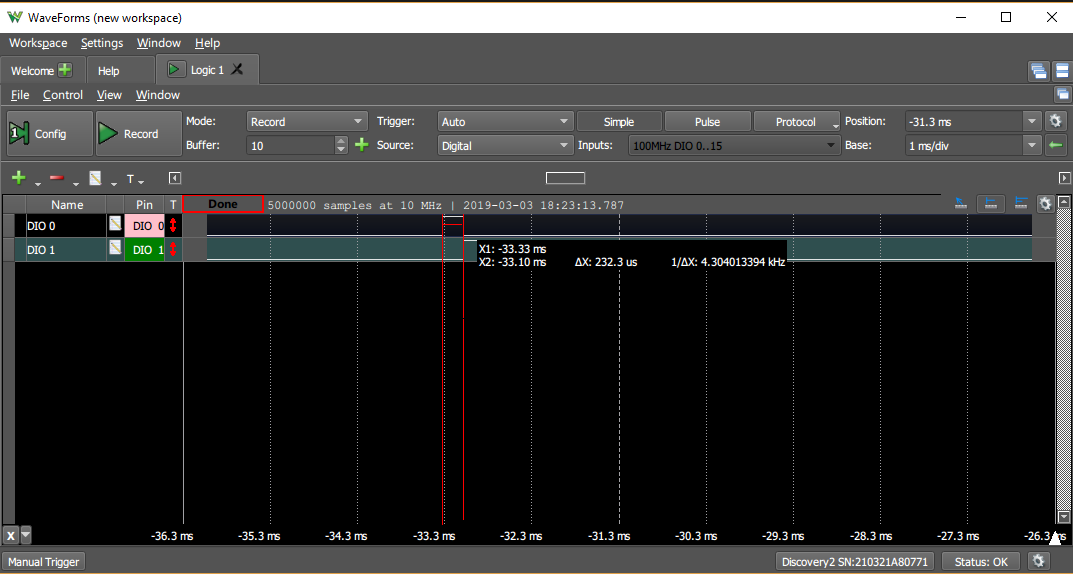 WaveForms (new workspace)
Workspace Settings Window Help
Welcome Help Logic 1
File Control View Window
1 Config Record Mode: Record Trigger: Auto Simple Pulse Protocol Position: -31.3 ms
Buffer: 10 Source: Digital Inputs: 100MHz DIO 0..15 Base: 1 ms/div
T
Name Pin T Done 5000000 samples at 10 MHz | 2019-03-03 18:23:13.787
DIO 0 DIO 0
DIO 1 DIO 1 X1: -33.33 ms
X2: -33.10 ms ΔX: 232.3 us 1/ΔX: 4.304013394 kHz
X -36.3 ms -35.3 ms -34.3 ms -33.3 ms -32.3 ms -31.3 ms -30.3 ms -29.3 ms -28.3 ms -27.3 ms -26.3 ms
Manual Trigger Discovery2 SN:210321A80771 Status: OK